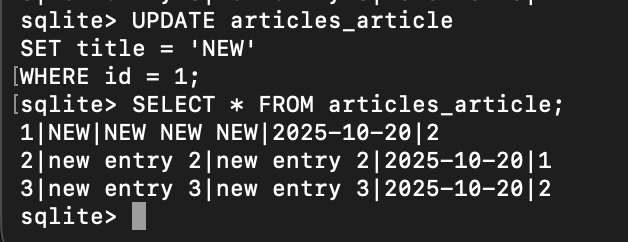 sqlite> UPDATE articles_article
SET title = 'NEW'
[WHERE id = 1;
[sqlite> SELECT * FROM articles_article;
1|NEW|NEW NEW NEW|2025-10-20|2
2|new entry 2|new entry 2|2025-10-20|1
3|new entry 3|new entry 3|2025-10-20|2
sqlite>